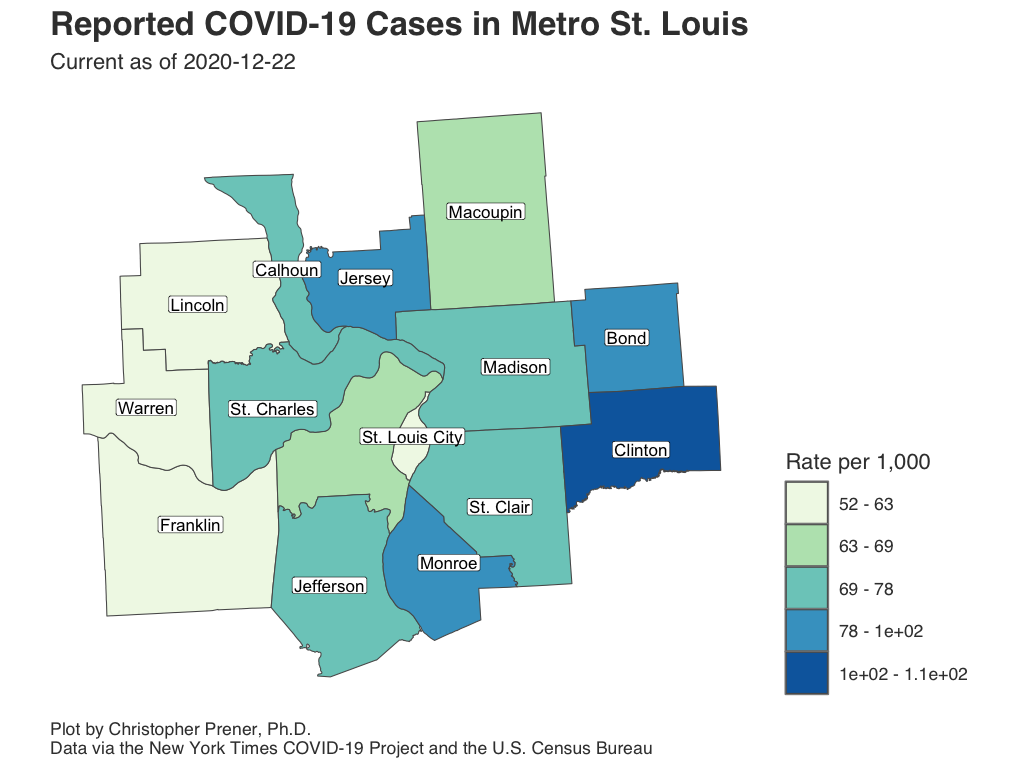 Reported COVID-19 Cases in Metro St. Louis
Current as of 2020-12-22
Macoupin
Calhoun
Jersey
Lincoln
Bond
Madison
Warren
St. Charles
St. Louis City
Clinton
St. Clair
Franklin
Monroe
Jefferson
Rate per 1,000
52 - 63
63 - 69
69 - 78
78 - 1e+02
1e+02 - 1.1e+02
Plot by Christopher Prener, Ph.D.
Data via the New York Times COVID-19 Project and the U.S. Census Bureau